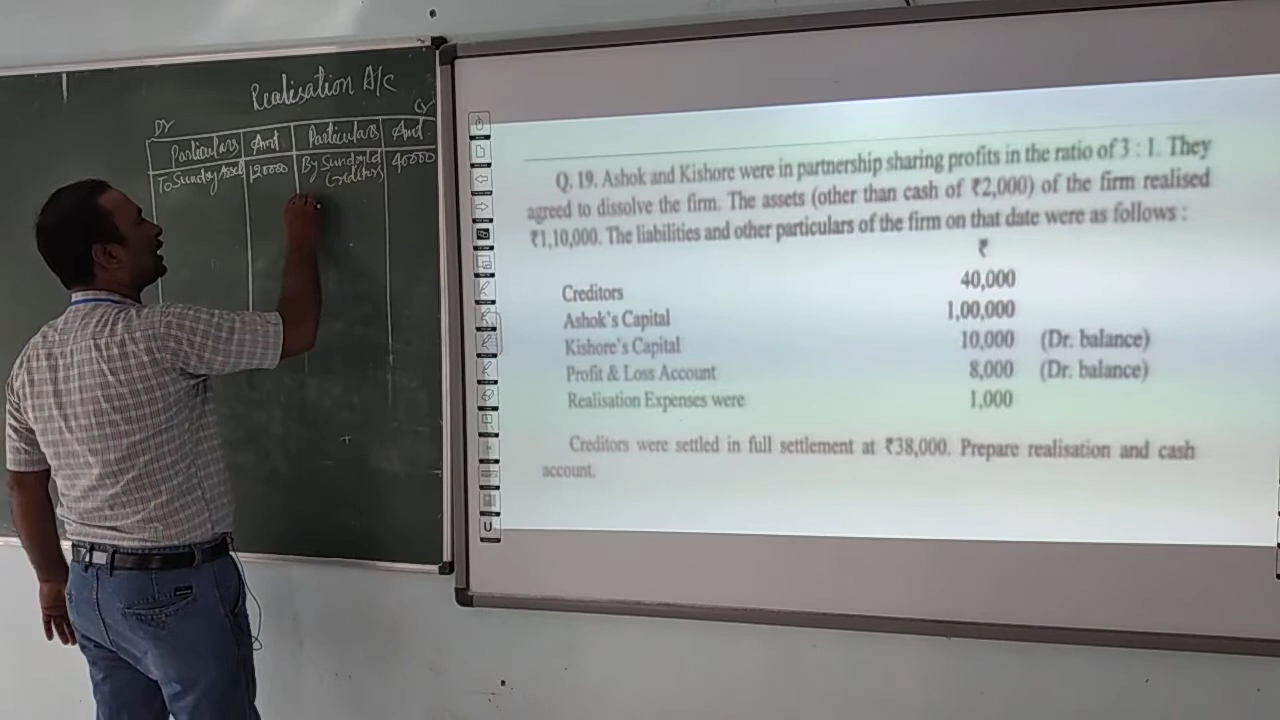 Realisation A/c
Dr
Cr
Particulars Amt Particulars Amt.
To Sundry Asset 120000 By Sundry Creditors 40000
Q. 19. Ashok and Kishore were in partnership sharing profits in the ratio of 3 : 1. They
agreed to dissolve the firm. The assets (other than cash of ₹2,000) of the firm realised
₹1,10,000. The liabilities and other particulars of the firm on that date were as follows :
₹
Creditors 40,000
Ashok's Capital 1,00,000
Kishore's Capital 10,000 (Dr. balance)
Profit & Loss Account 8,000 (Dr. balance)
Realisation Expenses were 1,000
Creditors were settled in full settlement at ₹38,000. Prepare realisation and cash
account.